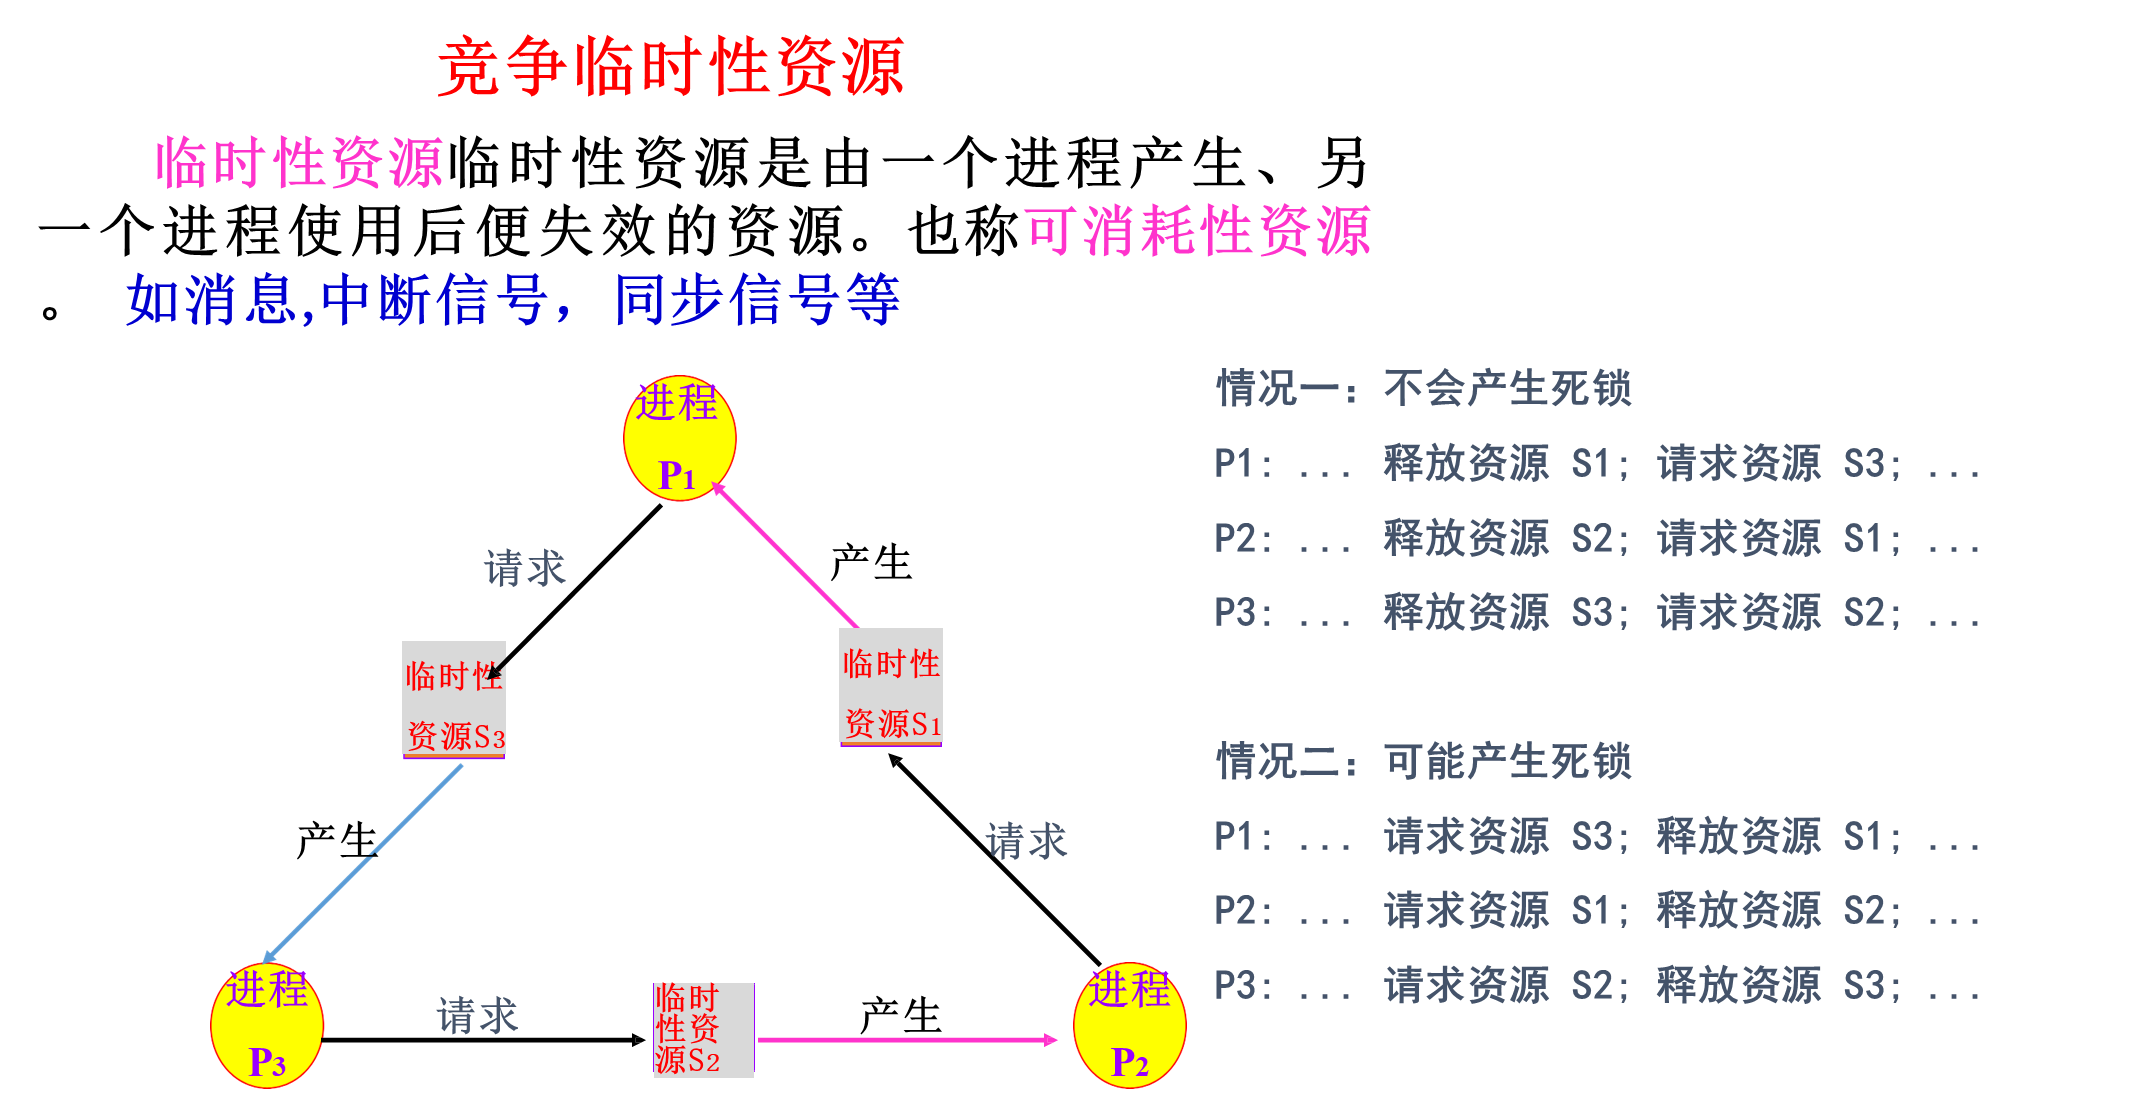 竞争临时性资源
临时性资源临时性资源是由一个进程产生、另
一个进程使用后便失效的资源。也称可消耗性资源
。 如消息,中断信号，同步信号等
进程
P1
请求
产生
临时性
资源S3
临时性
资源S1
产生
请求
进程
P3
请求
临时
性资
源S2
产生
进程
P2
情况一：不会产生死锁
P1: ... 释放资源 S1; 请求资源 S3; ...
P2: ... 释放资源 S2; 请求资源 S1; ...
P3: ... 释放资源 S3; 请求资源 S2; ...
情况二：可能产生死锁
P1: ... 请求资源 S3; 释放资源 S1; ...
P2: ... 请求资源 S1; 释放资源 S2; ...
P3: ... 请求资源 S2; 释放资源 S3; ...